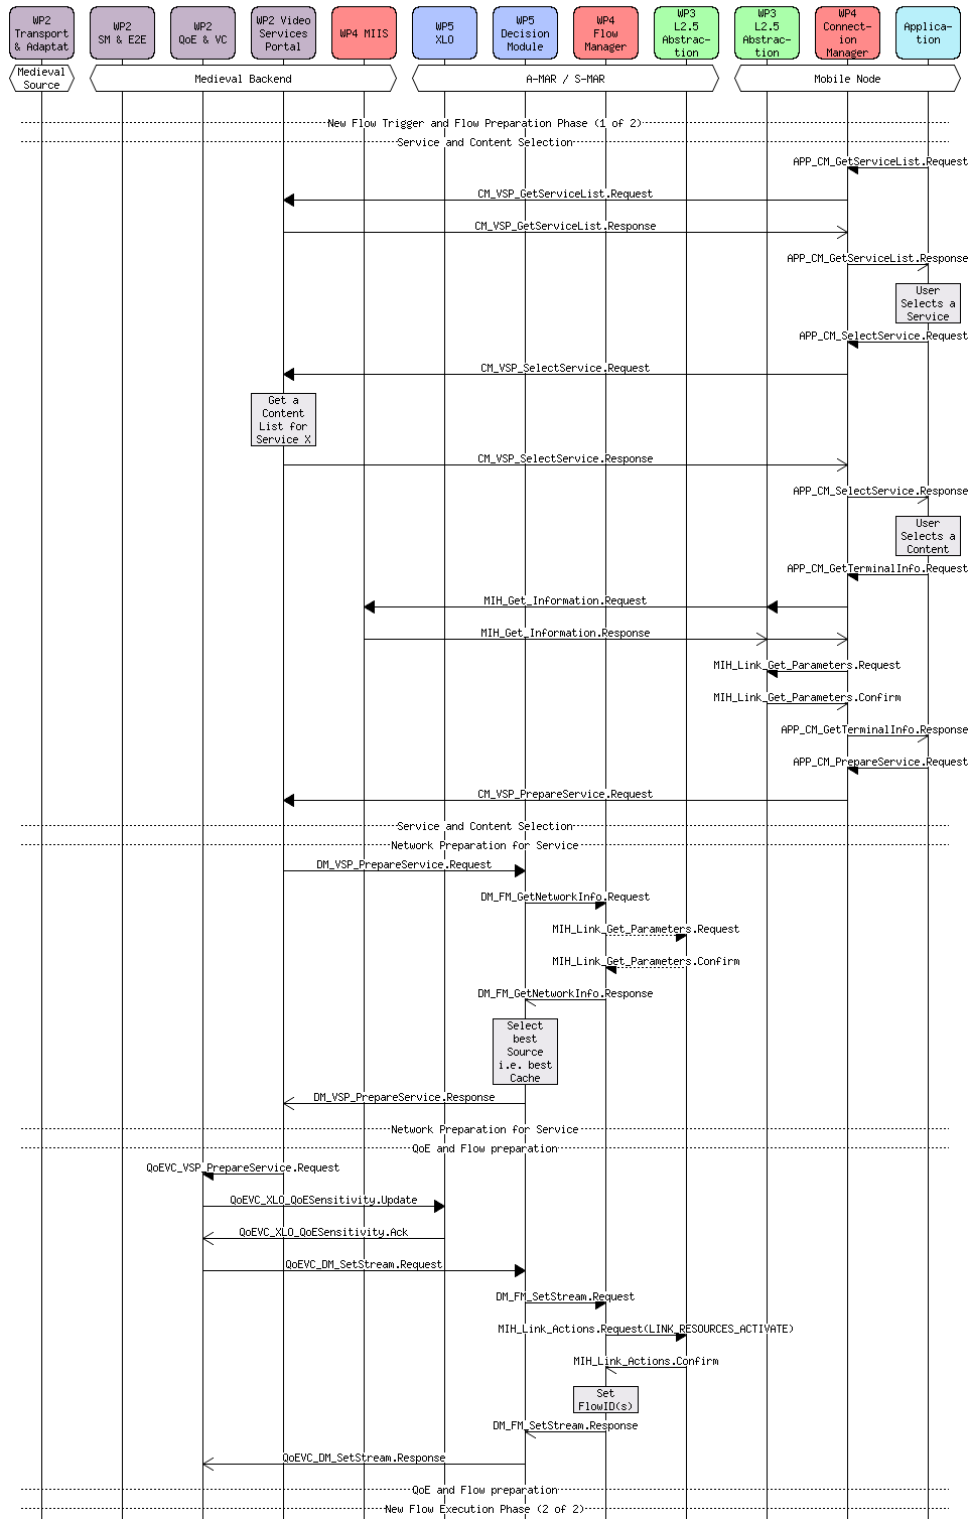 WP2
Transport
& Adaptat
WP2
SM & E2E
WP2
QoE & VC
WP2 Video
Services
Portal
WP4 MIIS
WP5
XLO
WP5
Decision
Module
WP4
Flow
Manager
WP3
L2.5
Abstrac-
tion
WP3
L2.5
Abstrac-
tion
WP4
Connect-
ion
Manager
Applica-
tion
Medieval
Source
Medieval Backend
A-MAR / S-MAR
Mobile Node
New Flow Trigger and Flow Preparation Phase (1 of 2)
Service and Content Selection
APP_CM_GetServiceList.Request
CM_VSP_GetServiceList.Request
CM_VSP_GetServiceList.Response
APP_CM_GetServiceList.Response
User
Selects a
Service
APP_CM_SelectService.Request
CM_VSP_SelectService.Request
Get a
Content
List for
Service X
CM_VSP_SelectService.Response
APP_CM_SelectService.Response
User
Selects a
Content
APP_CM_GetTerminalInfo.Request
MIH_Get_Information.Request
MIH_Get_Information.Response
MIH_Link_Get_Parameters.Request
MIH_Link_Get_Parameters.Confirm
APP_CM_GetTerminalInfo.Response
APP_CM_PrepareService.Request
CM_VSP_PrepareService.Request
Service and Content Selection
Network Preparation for Service
DM_VSP_PrepareService.Request
DM_FM_GetNetworkInfo.Request
MIH_Link_Get_Parameters.Request
MIH_Link_Get_Parameters.Confirm
DM_FM_GetNetworkInfo.Response
Select
best
Source
i.e. best
Cache
DM_VSP_PrepareService.Response
Network Preparation for Service
QoE and Flow preparation
QoEVC_VSP_PrepareService.Request
QoEVC_XLO_QoESensitivity.Update
QoEVC_XLO_QoESensitivity.Ack
QoEVC_DM_SetStream.Request
DM_FM_SetStream.Request
MIH_Link_Actions.Request(LINK_RESOURCES_ACTIVATE)
MIH_Link_Actions.Confirm
Set
FlowID(s)
DM_FM_SetStream.Response
QoEVC_DM_SetStream.Response
QoE and Flow preparation
New Flow Execution Phase (2 of 2)